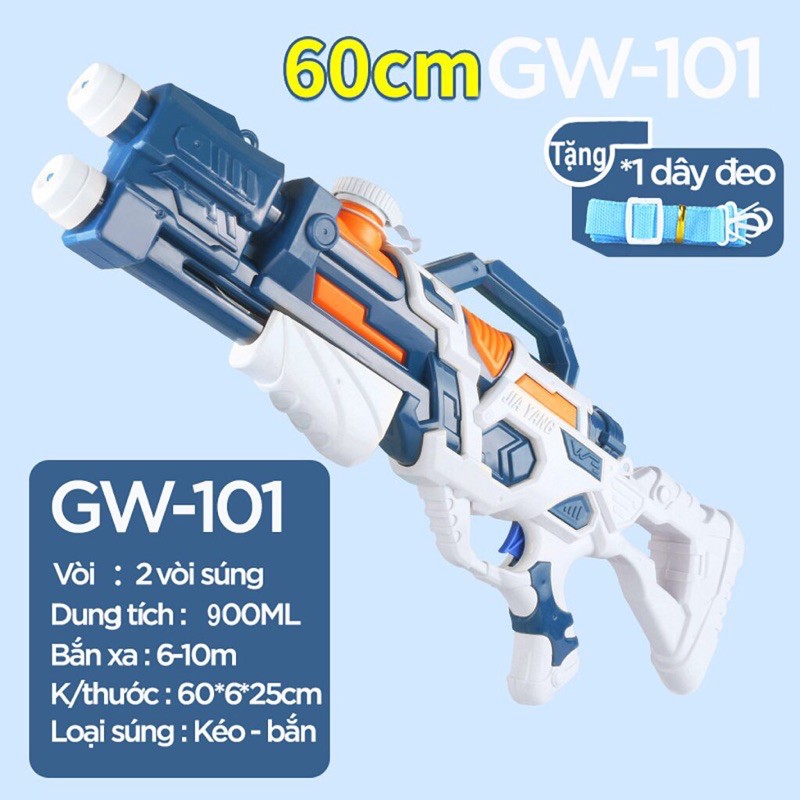 60cm GW-101
Tặng
*1 dây đeo
JIA YANG
GW-101
Vòi : 2 vòi súng
Dung tích : 900ML
Bắn xa : 6-10m
K/thước : 60*6*25cm
Loại súng : Kéo - bắn